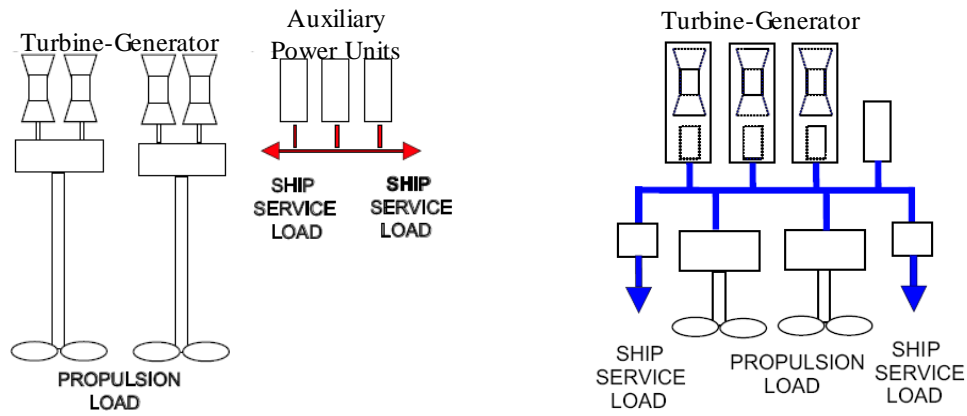 Turbine-Generator
Auxiliary
Power Units
SHIP
SERVICE
LOAD
SHIP
SERVICE
LOAD
PROPULSION
LOAD
Turbine-Generator
SHIP
SERVICE
LOAD
PROPULSION
LOAD
SHIP
SERVICE
LOAD